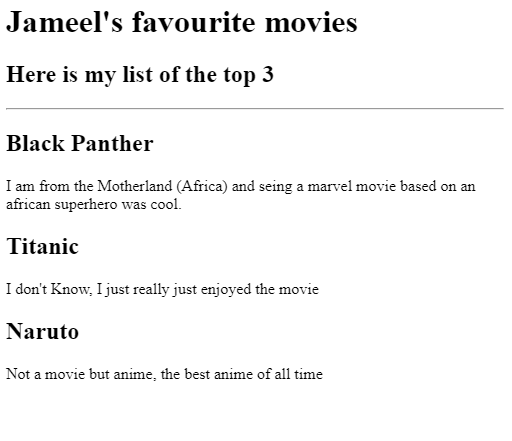 Jameel's favourite movies
Here is my list of the top 3
Black Panther
I am from the Motherland (Africa) and seing a marvel movie based on an
african superhero was cool.
Titanic
I don't Know, I just really just enjoyed the movie
Naruto
Not a movie but anime, the best anime of all time